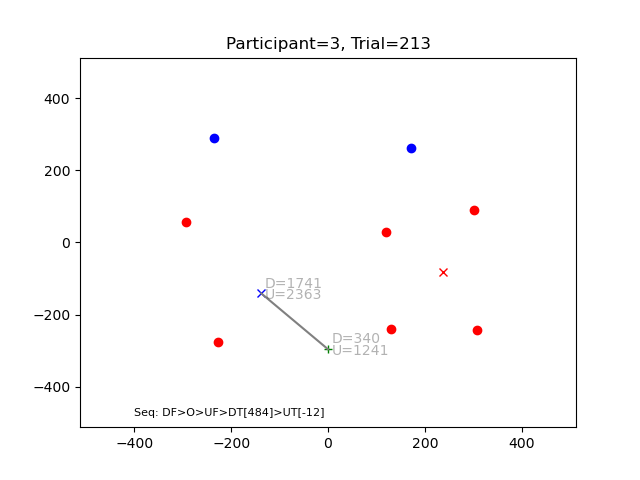 Participant=3, Trial=213
400
200
0
−200
−400
D=1741
U=2363
D=340
U=1241
Seq: DF>O>UF>DT[484]>UT[-12]
−400
−200
0
200
400